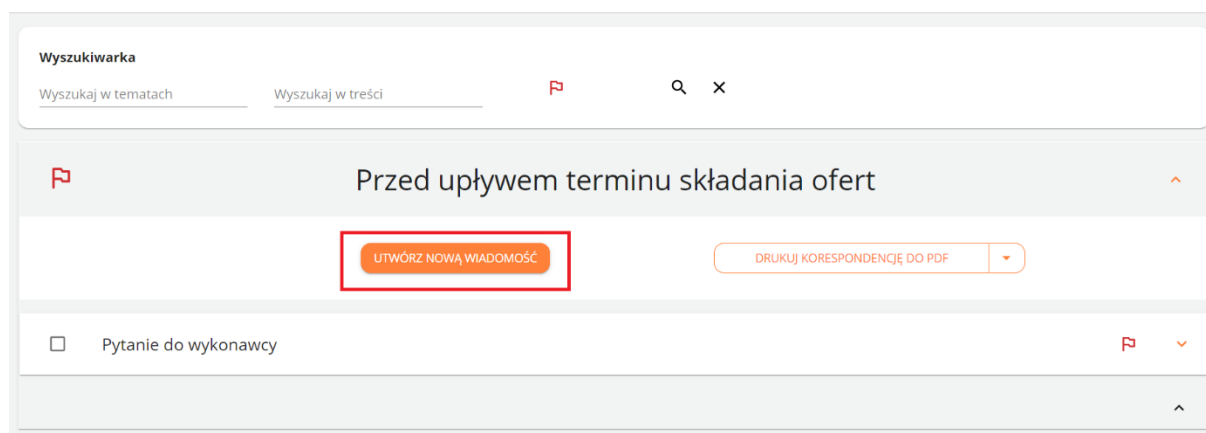 Wyszukiwarka
Wyszukaj w tematach Wyszukaj w treści
Przed upływem terminu składania ofert
UTWÓRZ NOWĄ WIADOMOŚĆ DRUKUJ KORESPONDENCJĘ DO PDF
Pytanie do wykonawcy